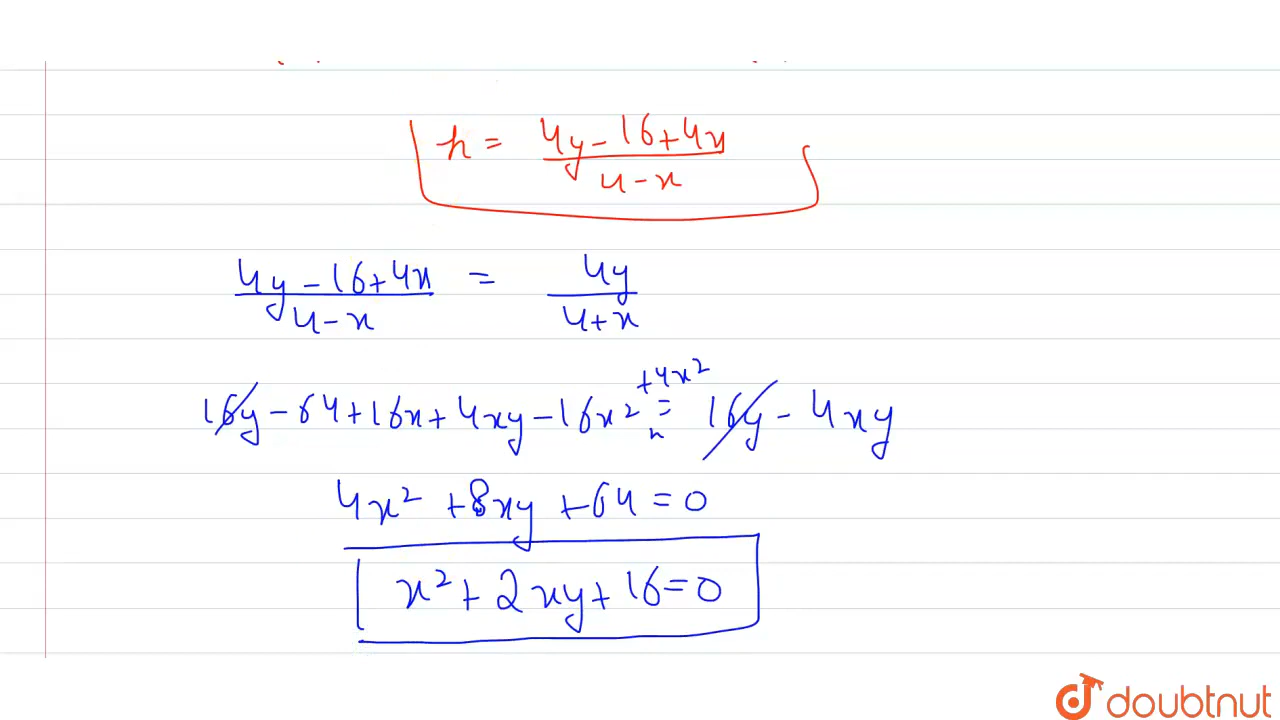 h = (4y - 16 + 4x)/(4 - x)
(4y - 16 + 4x)/(4 - x) = 4y/(4 + x)
16y - 64 + 16x + 4xy - 16x + 4x² = 16y - 4xy
4x² + 8xy + 64 = 0
x² + 2xy + 16 = 0
doubtnut